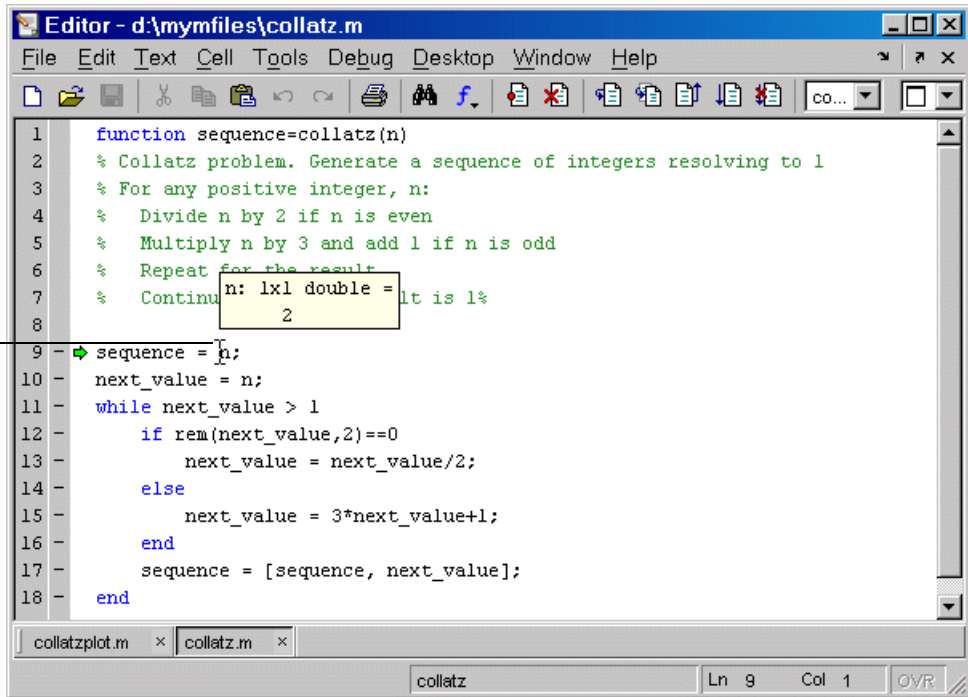 Editor - d:\mymfiles\collatz.m
File Edit Text Cell Tools Debug Desktop Window Help
co...
1 function sequence=collatz(n)
2 % Collatz problem. Generate a sequence of integers resolving to 1
3 % For any positive integer, n:
4 % Divide n by 2 if n is even
5 % Multiply n by 3 and add 1 if n is odd
6 % Repeat for the result
n: 1x1 double =
7 % Continu lt is 1%
2
8
9 - sequence = n;
10 - next_value = n;
11 - while next_value > 1
12 - if rem(next_value,2)==0
13 - next_value = next_value/2;
14 - else
15 - next_value = 3*next_value+1;
16 - end
17 - sequence = [sequence, next_value];
18 - end
collatzplot.m × collatz.m ×
collatz Ln 9 Col 1 OVR